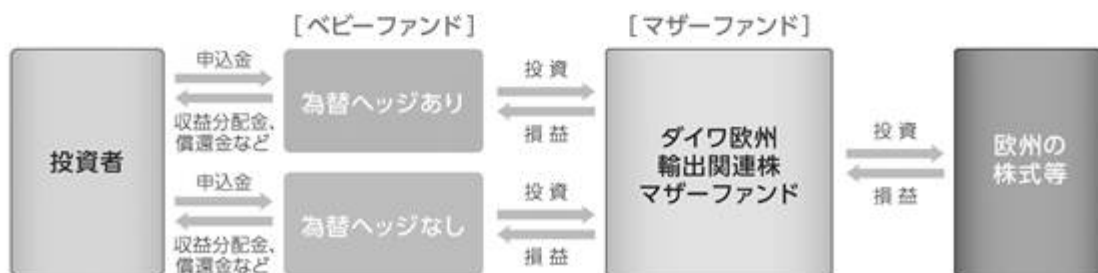 [ベビーファンド]
[マザーファンド]
投資者
申込金
収益分配金、
償還金など
為替ヘッジあり
投資
損益
申込金
収益分配金、
償還金など
為替ヘッジなし
投資
損益
ダイワ欧州
輸出関連株
マザーファンド
投資
損益
欧州の
株式等